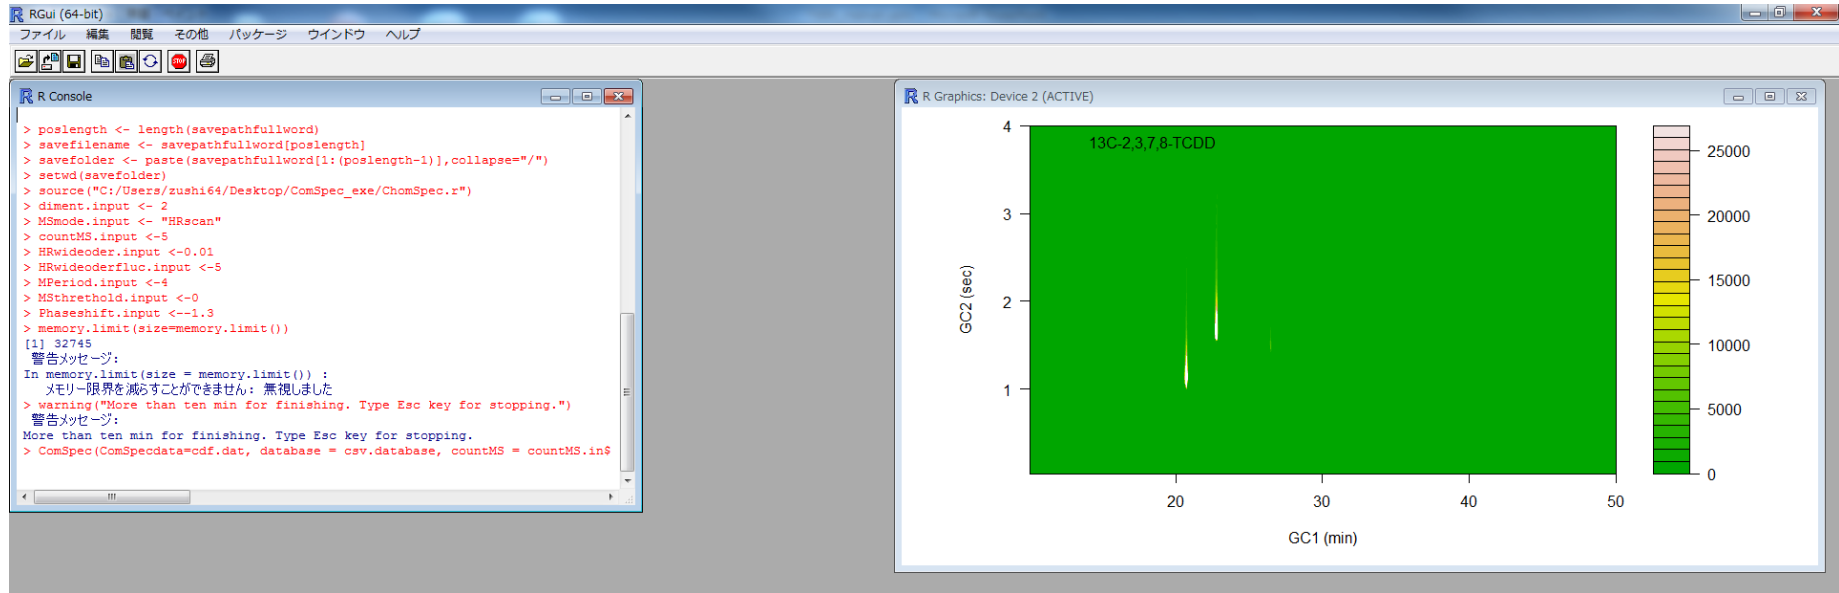 RGui (64-bit)
ファイル 編集 閲覧 その他 パッケージ ウインドウ ヘルプ
STOP
R Console
> poslength <- length(savepathfullword)
> savefilename <- savepathfullword[poslength]
> savefolder <- paste(savepathfullword[1:(poslength-1)],collapse="/")
> setwd(savefolder)
> source("C:/Users/zushi64/Desktop/ComSpec_exe/ChomSpec.r")
> diment.input <- 2
> MSmode.input <- "HRscan"
> countMS.input <-5
> HRwideoder.input <-0.01
> HRwideoderfluc.input <-5
> MPeriod.input <-4
> MSthrethold.input <-0
> Phaseshift.input <--1.3
> memory.limit(size=memory.limit())
[1] 32745
警告メッセージ:
In memory.limit(size = memory.limit()) :
メモリー限界を減らすことができません: 無視しました
> warning("More than ten min for finishing. Type Esc key for stopping.")
警告メッセージ:
More than ten min for finishing. Type Esc key for stopping.
> ComSpec(ComSpecdata=cdf.dat, database = csv.database, countMS = countMS.in$
R Graphics: Device 2 (ACTIVE)
13C-2,3,7,8-TCDD
4
3
2
1
GC2 (sec)
20 30 40 50
GC1 (min)
25000
20000
15000
10000
5000
0